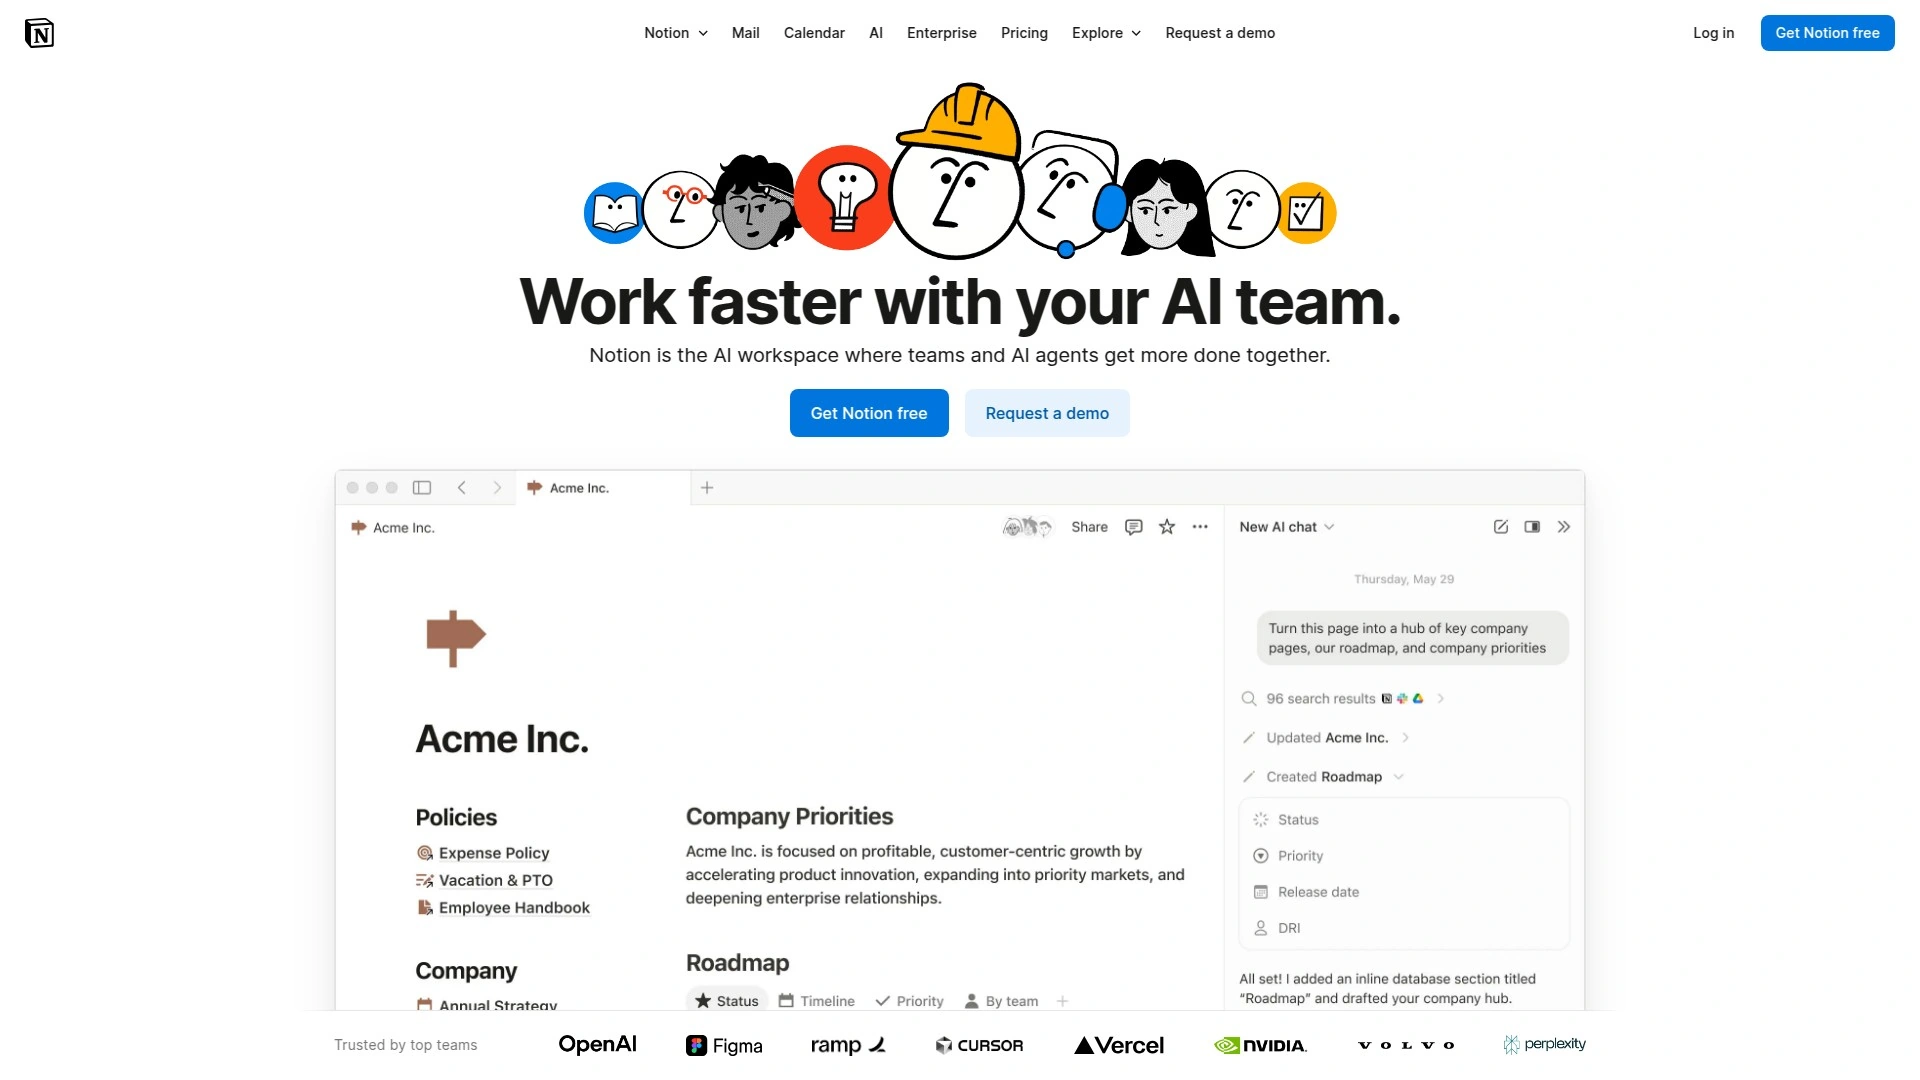 N
Notion
Mail
Calendar
AI
Enterprise
Pricing
Explore
Request a demo
Log in
Get Notion free
Work faster with your AI team.
Notion is the AI workspace where teams and AI agents get more done together.
Get Notion free
Request a demo
Acme Inc.
Acme Inc.
Share
Acme Inc.
Policies
Expense Policy
Vacation & PTO
Employee Handbook
Company
Annual Strategy
Company Priorities
Acme Inc. is focused on profitable, customer-centric growth by
accelerating product innovation, expanding into priority markets, and
deepening enterprise relationships.
Roadmap
Status
Timeline
Priority
By team
New AI chat
Thursday, May 29
Turn this page into a hub of key company
pages, our roadmap, and company priorities
96 search results
Updated Acme Inc.
Created Roadmap
Status
Priority
Release date
DRI
All set! I added an inline database section titled
“Roadmap” and drafted your company hub.
Trusted by top teams
OpenAI
Figma
ramp
CURSOR
Vercel
NVIDIA.
VOLVO
perplexity